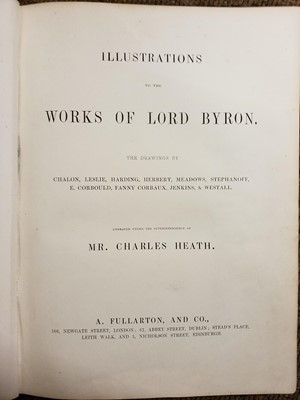 ILLUSTRATIONS
TO THE
WORKS OF LORD BYRON.
THE DRAWINGS BY
CHALON, LESLIE, HARDING, HERBERT, MEADOWS, STEPHANOFF,
E. CORBOULD, FANNY CORBAUX, JENKINS, & WESTALL.
ENGRAVED UNDER THE SUPERINTENDENCE OF
MR. CHARLES HEATH.
A. FULLARTON, AND CO.,
106, NEWGATE STREET, LONDON; 67, ABBEY STREET, DUBLIN; STEAD'S PLACE,
LEITH WALK, AND 1, NICHOLSON STREET, EDINBURGH.